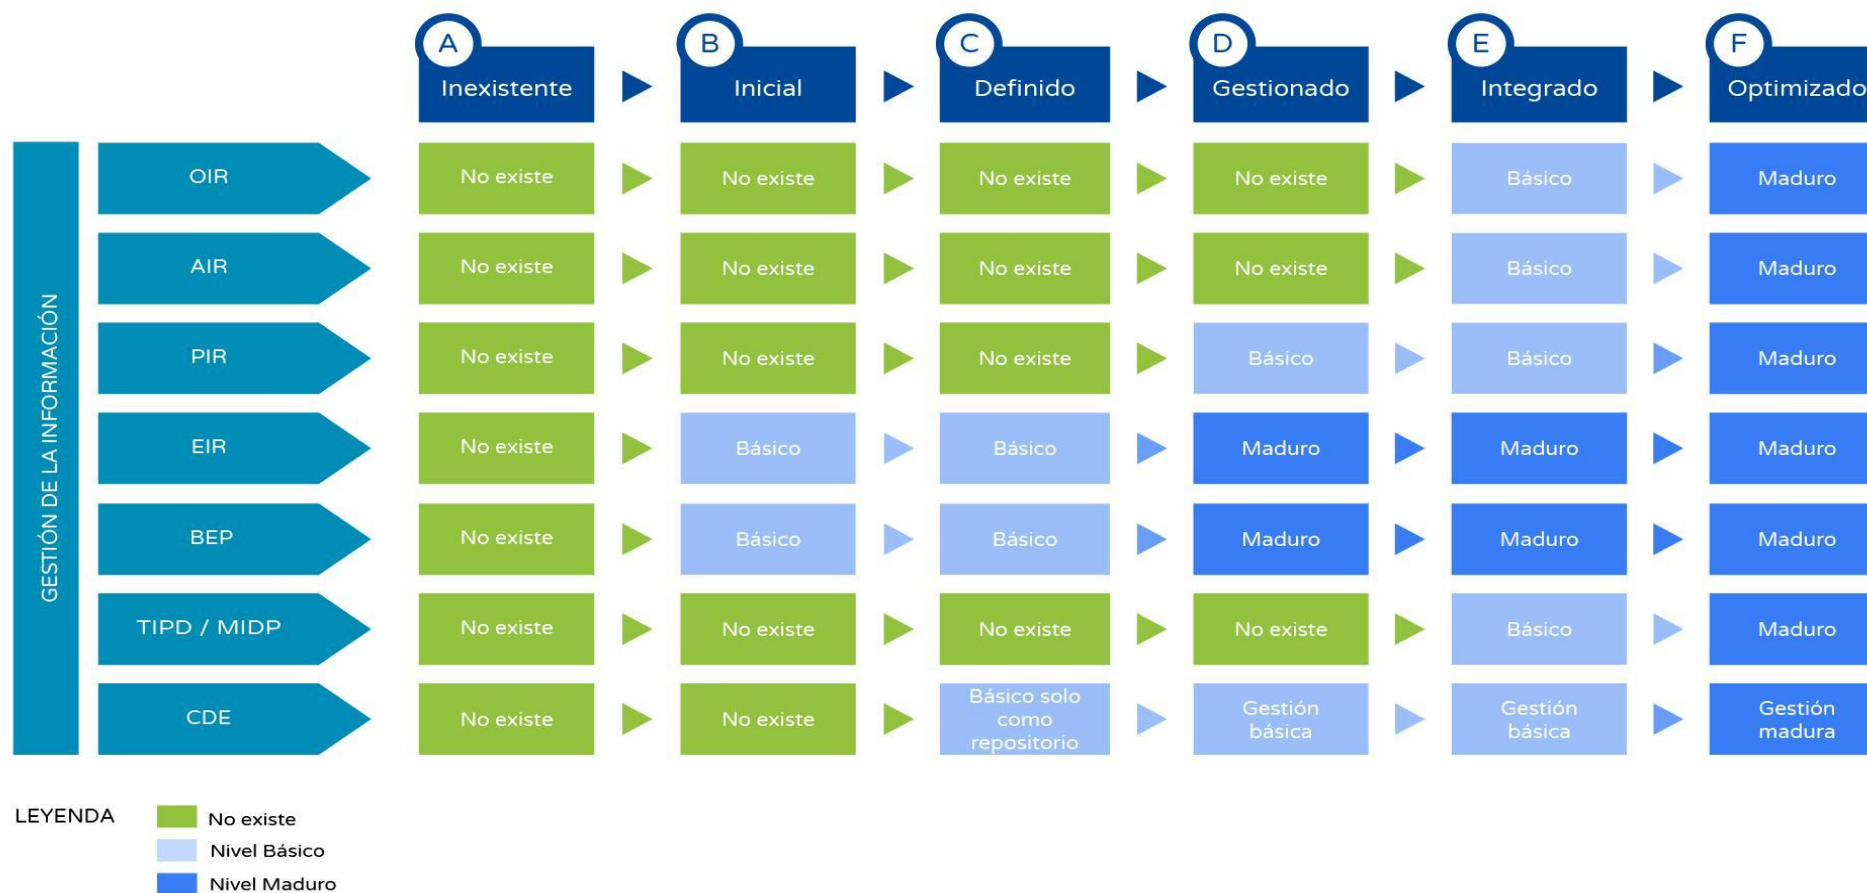 A
B
C
D
E
F
Inexistente
Inicial
Definido
Gestionado
Integrado
Optimizado
GESTIÓN DE LA INFORMACIÓN
OIR
No existe
No existe
No existe
No existe
Básico
Maduro
AIR
No existe
No existe
No existe
No existe
Básico
Maduro
PIR
No existe
No existe
No existe
Básico
Básico
Maduro
EIR
No existe
Básico
Básico
Maduro
Maduro
Maduro
BEP
No existe
Básico
Básico
Maduro
Maduro
Maduro
TIPD / MIDP
No existe
No existe
No existe
No existe
Básico
Maduro
CDE
No existe
No existe
Básico solo
como
repositorio
Gestión
básica
Gestión
básica
Gestión
madura
LEYENDA
No existe
Nivel Básico
Nivel Maduro